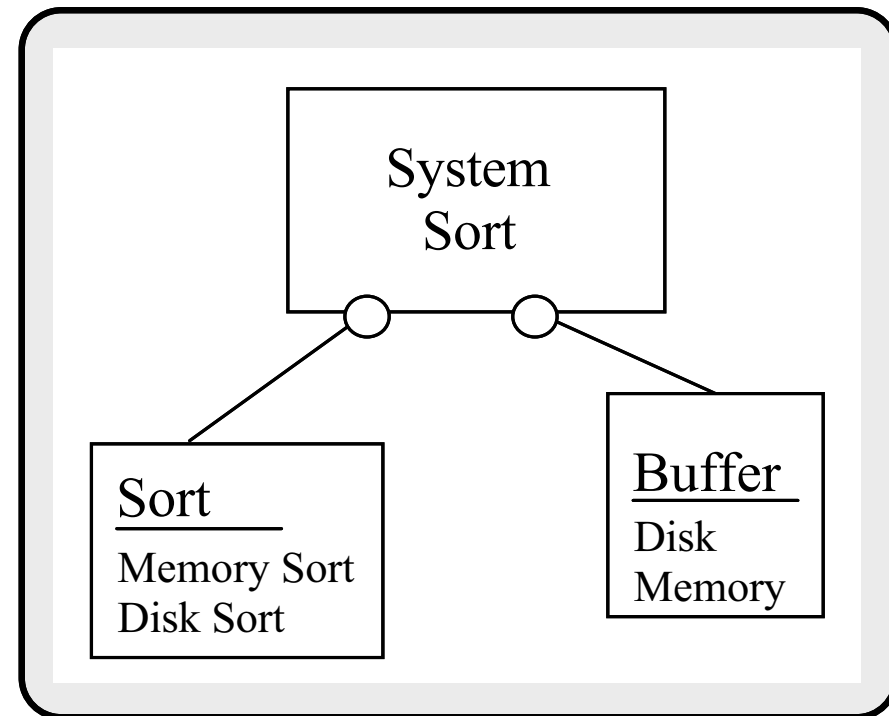 System
Sort
Sort
Memory Sort
Disk Sort
Buffer
Disk
Memory